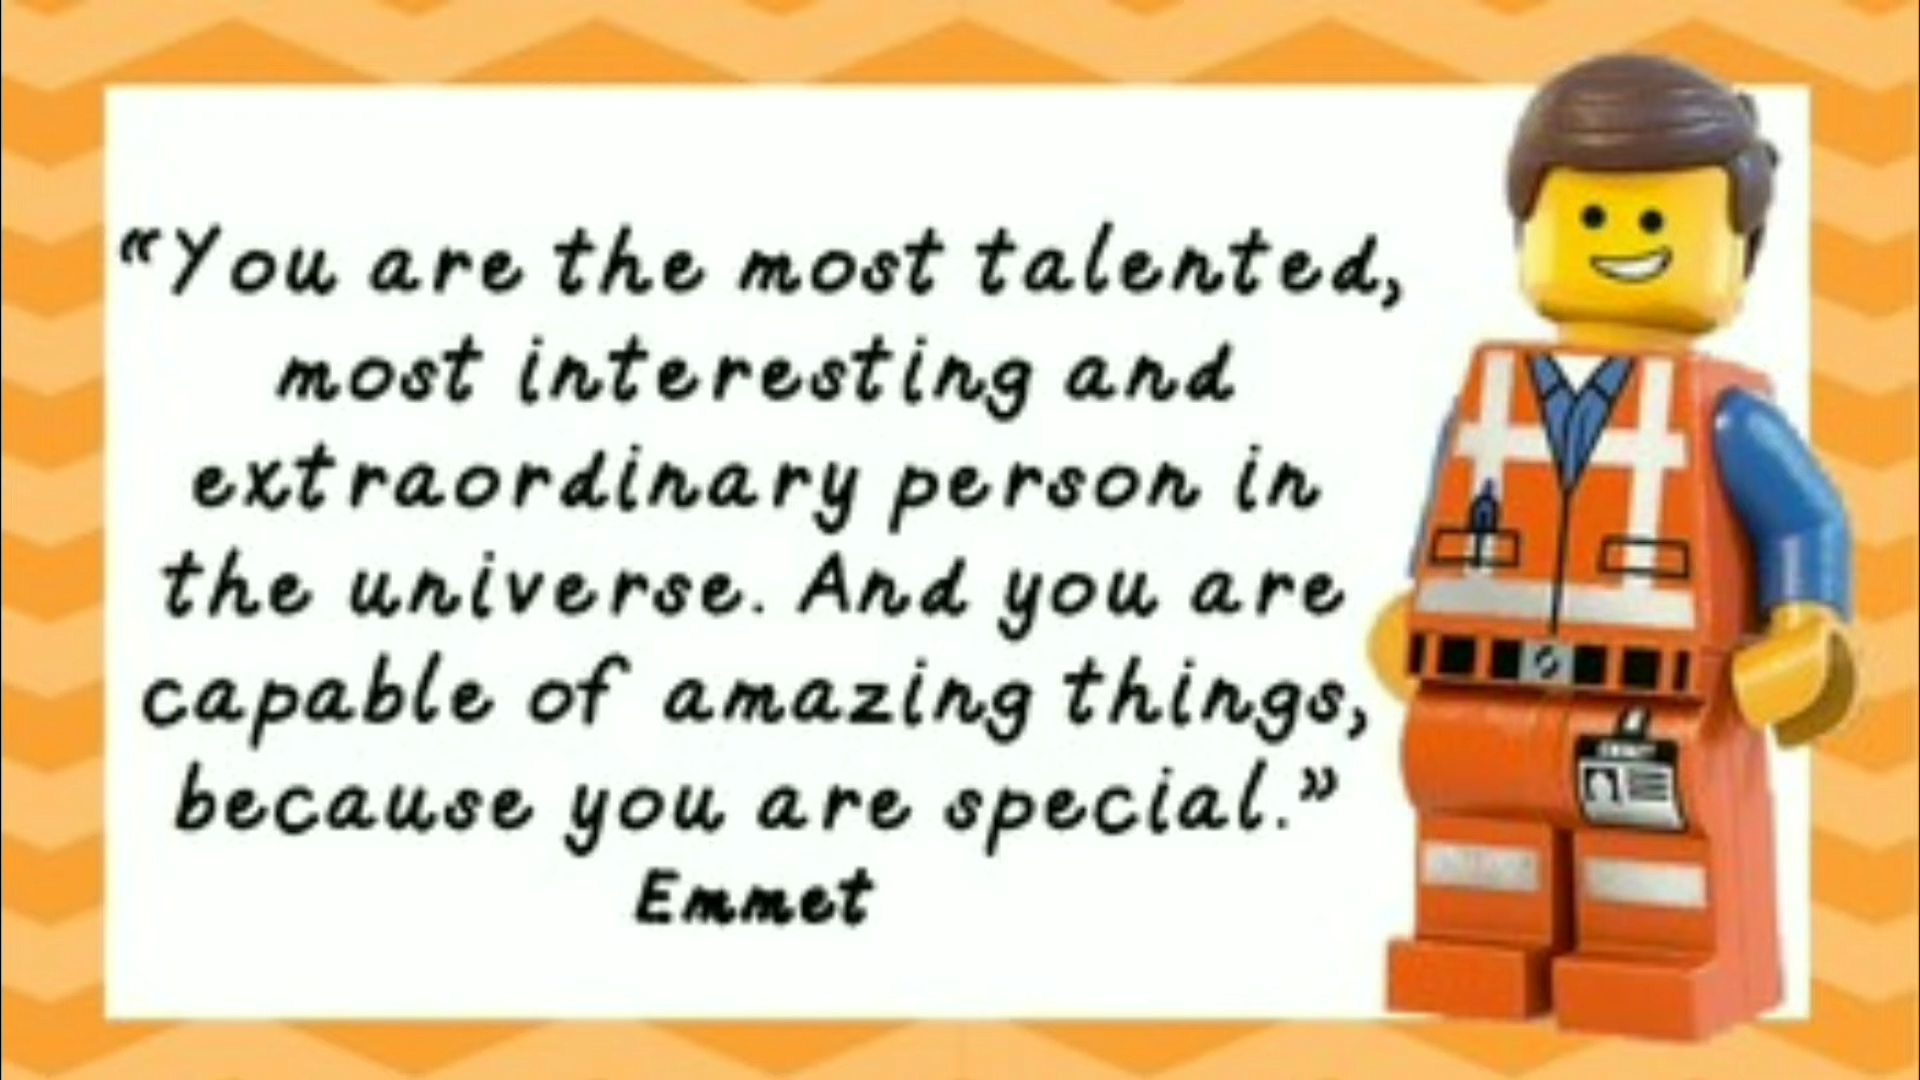 “You are the most talented,
most interesting and
extraordinary person in
the universe. And you are
capable of amazing things,
because you are special.”
Emmet